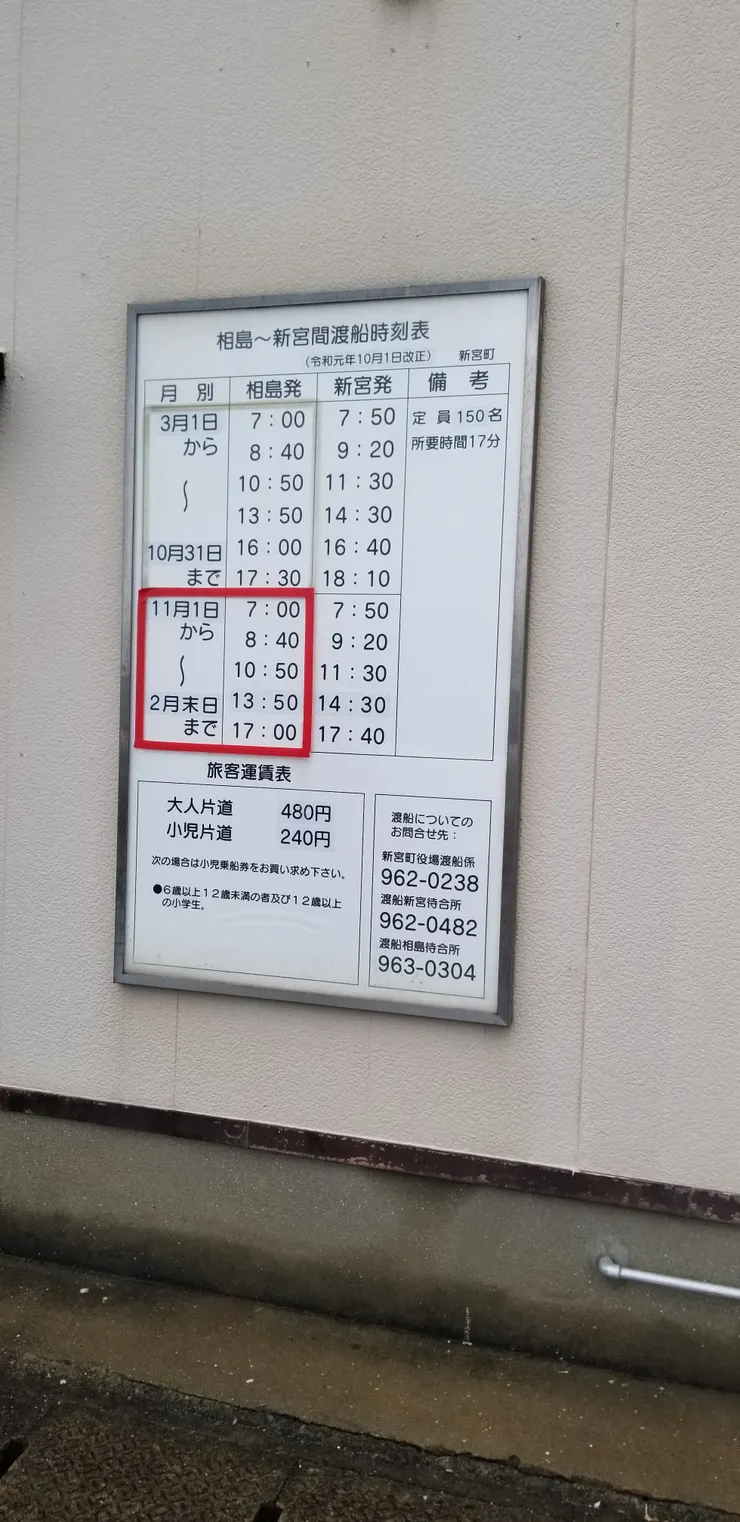 相島～新宮間渡船時刻表
（令和元年10月1日改正） 新宮町
月 別 相島発 新宮発 備 考
3月1日 7：00 7：50 定 員 150名
から 8：40 9：20 所要時間17分
～ 10：50 11：30
13：50 14：30
10月31日 16：00 16：40
まで 17：30 18：10
11月1日 7：00 7：50
から 8：40 9：20
～ 10：50 11：30
2月末日 13：50 14：30
まで 17：00 17：40
旅客運賃表
大人片道 480円
小児片道 240円
次の場合は小児乗船券をお買い求め下さい。
●６歳以上１２歳未満の者及び１２歳以上
の小学生。
渡船についての
お問合せ先：
新宮町役場渡船係
962-0238
渡船新宮待合所
962-0482
渡船相島待合所
963-0304